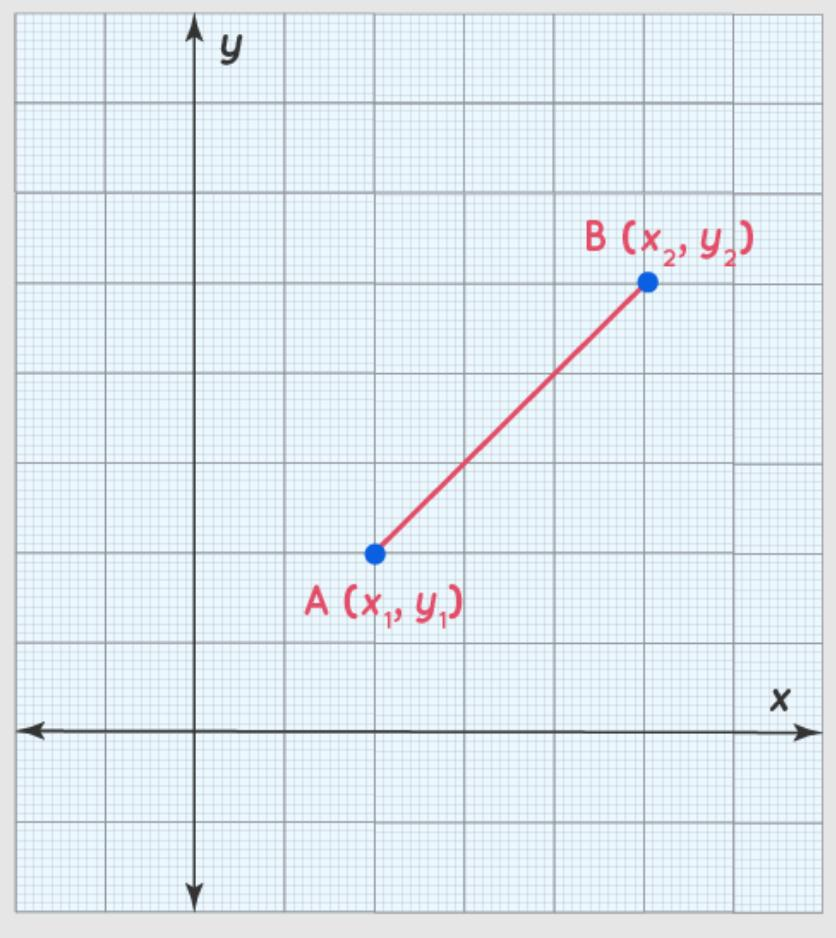 y
B (x₂, y₂)
A (x₁, y₁)
x